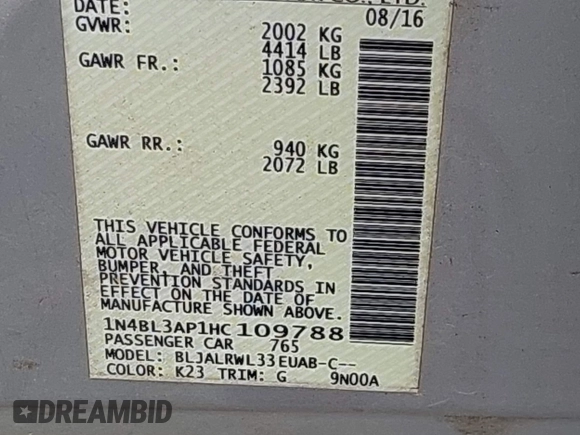 CO., LTD.
DATE: 08/16
GVWR: 2002 KG
4414 LB
GAWR FR.: 1085 KG
2392 LB
GAWR RR.: 940 KG
2072 LB
THIS VEHICLE CONFORMS TO
ALL APPLICABLE FEDERAL
MOTOR VEHICLE SAFETY,
BUMPER, AND THEFT
PREVENTION STANDARDS IN
EFFECT ON THE DATE OF
MANUFACTURE SHOWN ABOVE.
1N4BL3AP1HC109788
PASSENGER CAR 765
MODEL: BLJALRWL33EUAB-C--
COLOR: K23 TRIM: G 9N00A
DREAMBID